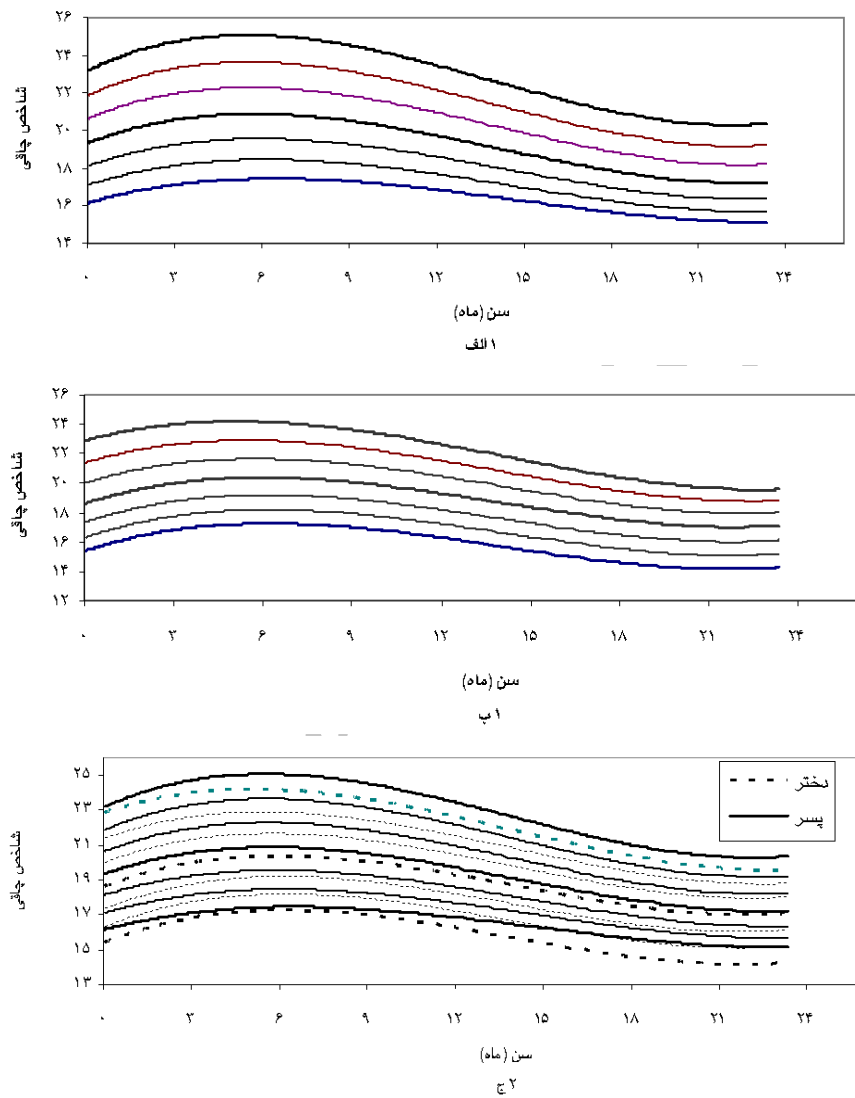 ۲۶
۲۴
۲۲
۲۰
۱۸
۱۶
۱۴
شاخص چاقی
۰ ۳ ۶ ۹ ۱۲ ۱۵ ۱۸ ۲۱ ۲۴
سن (ماه)
۱ الف
۲۶
۲۴
۲۲
۲۰
۱۸
۱۶
۱۴
۱۲
شاخص چاقی
۰ ۳ ۶ ۹ ۱۲ ۱۵ ۱۸ ۲۱ ۲۴
سن (ماه)
۱ ب
۲۵
۲۳
۲۱
۱۹
۱۷
۱۵
۱۳
شاخص چاقی
دختر
پسر
۰ ۳ ۶ ۹ ۱۲ ۱۵ ۱۸ ۲۱ ۲۴
سن (ماه)
۲ ج